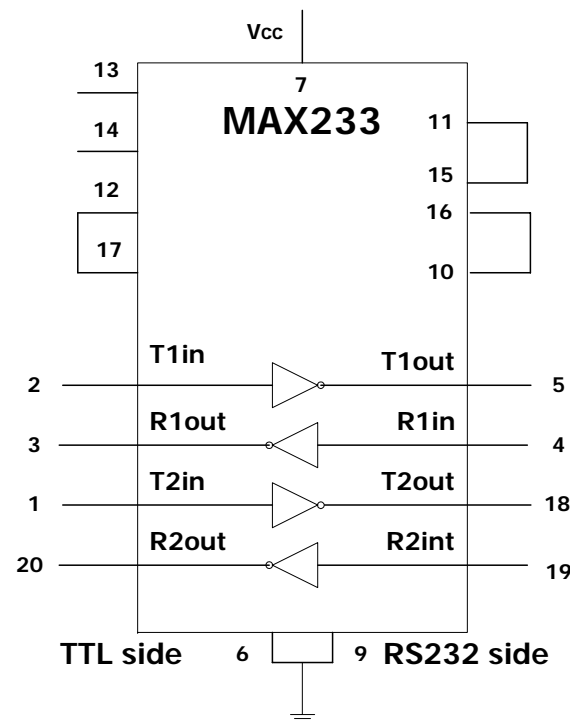 Vcc
13
7
MAX233
11
14
15
12
16
17
10
T1in
T1out
2
5
R1out
R1in
3
4
T2in
T2out
1
18
R2out
R2int
20
19
TTL side
6
9
RS232 side